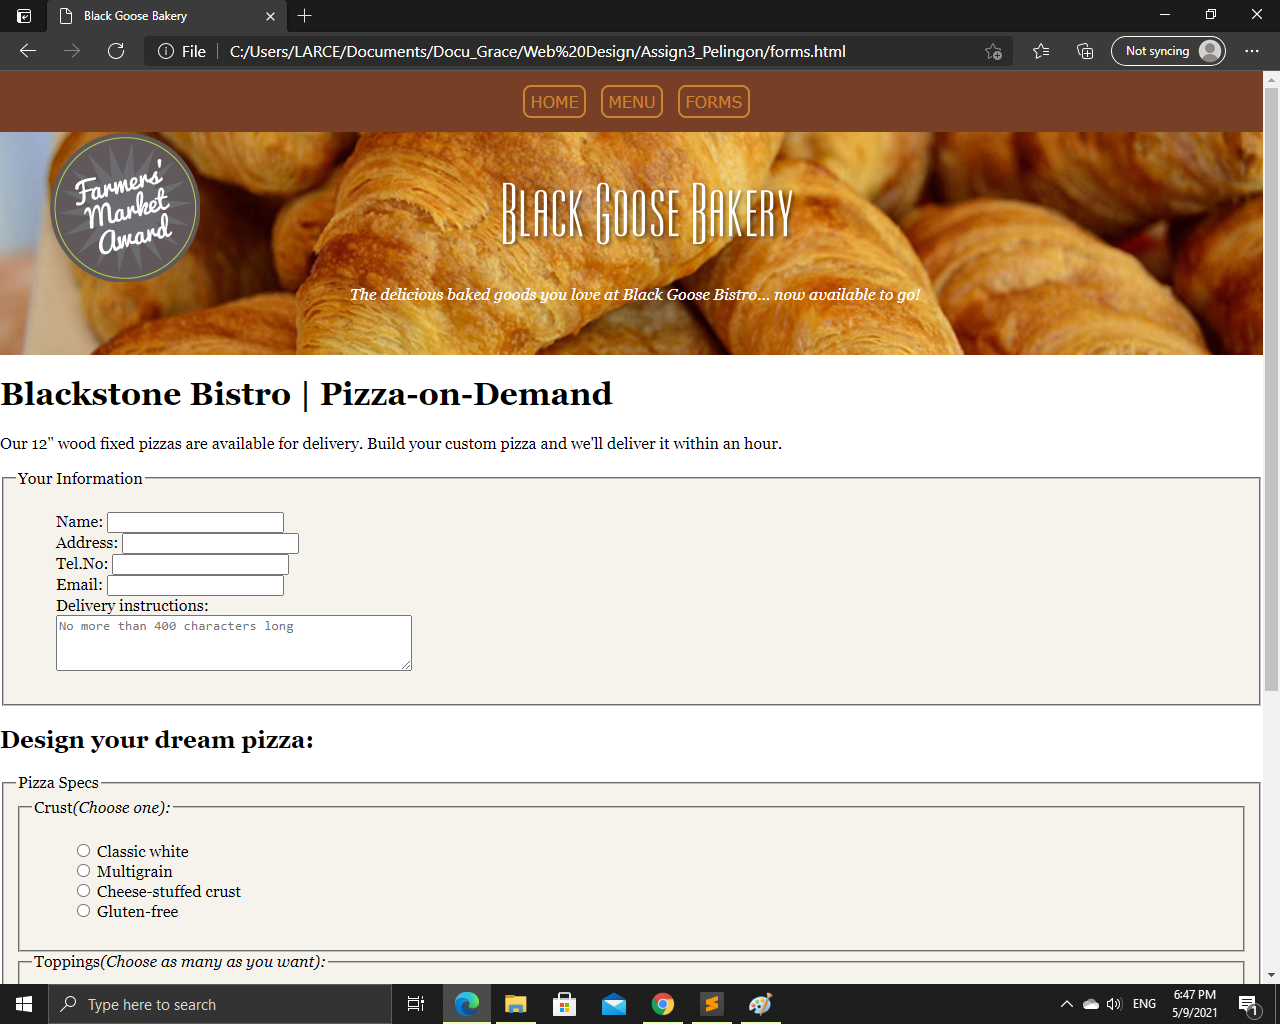 Black Goose Bakery
File
C:/Users/LARCE/Documents/Docu_Grace/Web%20Design/Assign3_Pelingon/forms.html
Not syncing
HOME MENU FORMS
Farmers'
Market
Award
Black Goose Bakery
The delicious baked goods you love at Black Goose Bistro... now available to go!
Blackstone Bistro | Pizza-on-Demand
Our 12" wood fixed pizzas are available for delivery. Build your custom pizza and we'll deliver it within an hour.
Your Information
Name:
Address:
Tel.No:
Email:
Delivery instructions:
No more than 400 characters long
Design your dream pizza:
Pizza Specs
Crust(Choose one):
Classic white
Multigrain
Cheese-stuffed crust
Gluten-free
Toppings(Choose as many as you want):
Type here to search
ENG
6:47 PM
5/9/2021
1